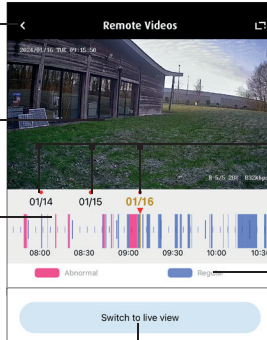 Remote Videos
2024/01/16 TUE 09:15:50
01/14 01/15 01/16
08:00 08:30 09:00 09:30 10:00 10:30
Abnormal Regular
Switch to live view